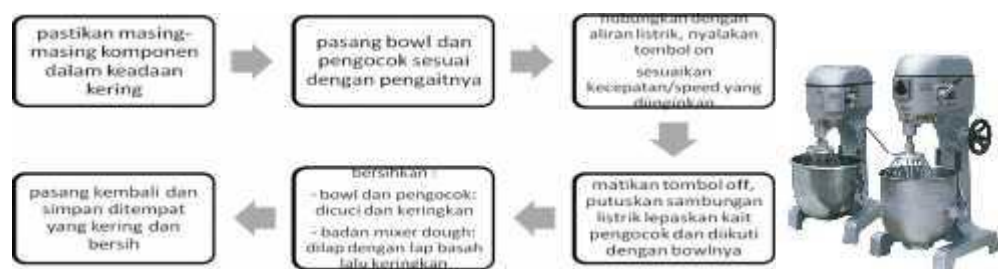 pastikan masing-
masing komponen
dalam keadaan
kering
pasang bowl dan
pengocok sesuai
dengan pengaitnya
hubungkan dengan
aliran listrik, nyalakan
tombol on
sesuaikan
kecepatan/speed yang
diinginkan
matikan tombol off,
putuskan sambungan
listrik lepaskan kait
pengocok dan diikuti
dengan bowlnya
bersihkan :
- bowl dan pengocok:
dicuci dan keringkan
- badan mixer dough:
dilap dengan lap basah
lalu keringkan
pasang kembali dan
simpan ditempat
yang kering dan
bersih